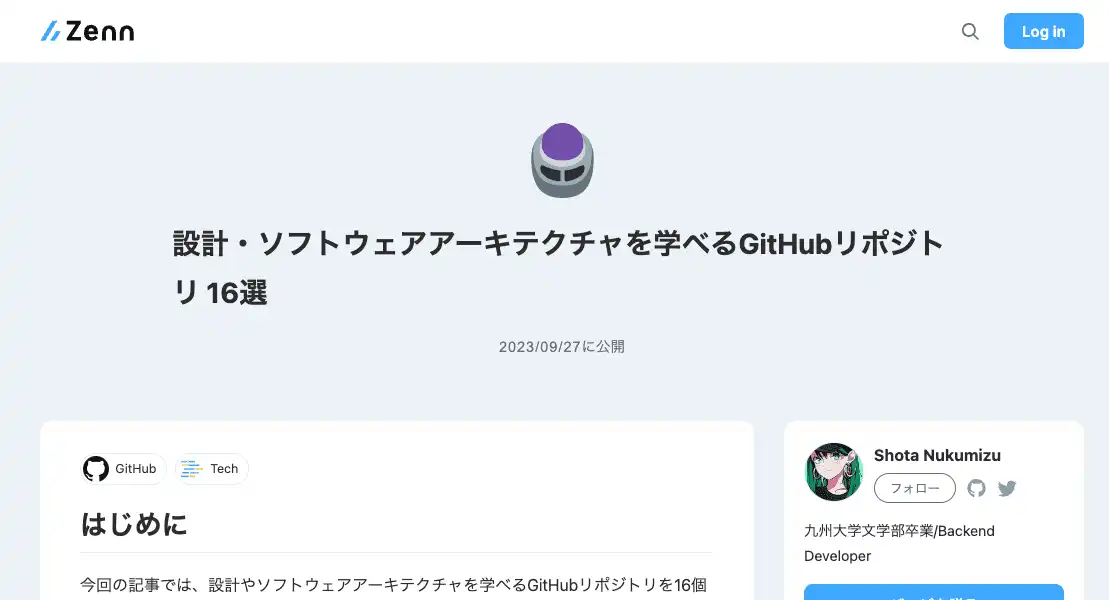 Zenn
Log in
設計・ソフトウェアアーキテクチャを学べるGitHubリポジト
リ 16選
2023/09/27に公開
GitHub
Tech
はじめに
今回の記事では、設計やソフトウェアアーキテクチャを学べるGitHubリポジトリを16個
Shota Nukumizu
フォロー
九州大学文学部卒業/Backend
Developer